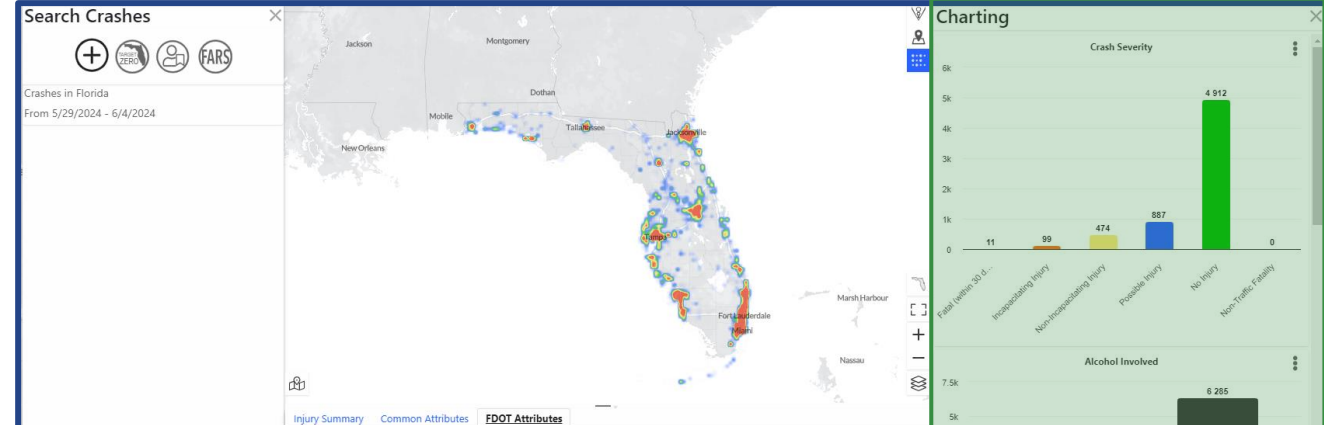 Search Crashes
TARGET ZERO
FARS
Crashes in Florida
From 5/29/2024 - 6/4/2024
Jackson
Montgomery
Dothan
Mobile
Tallahassee
Jacksonville
New Orleans
Tampa
Marsh Harbour
Fort Lauderdale
Miami
Nassau
Injury Summary
Common Attributes
FDOT Attributes
Charting
Crash Severity
6k
5k
4k
3k
2k
1k
0
11
99
474
887
4 912
0
Fatal (within 30 d...
Incapacitating Injury
Non-Incapacitating Injury
Possible Injury
No Injury
Non-Traffic Fatality
Alcohol Involved
7.5k
5k
6 285